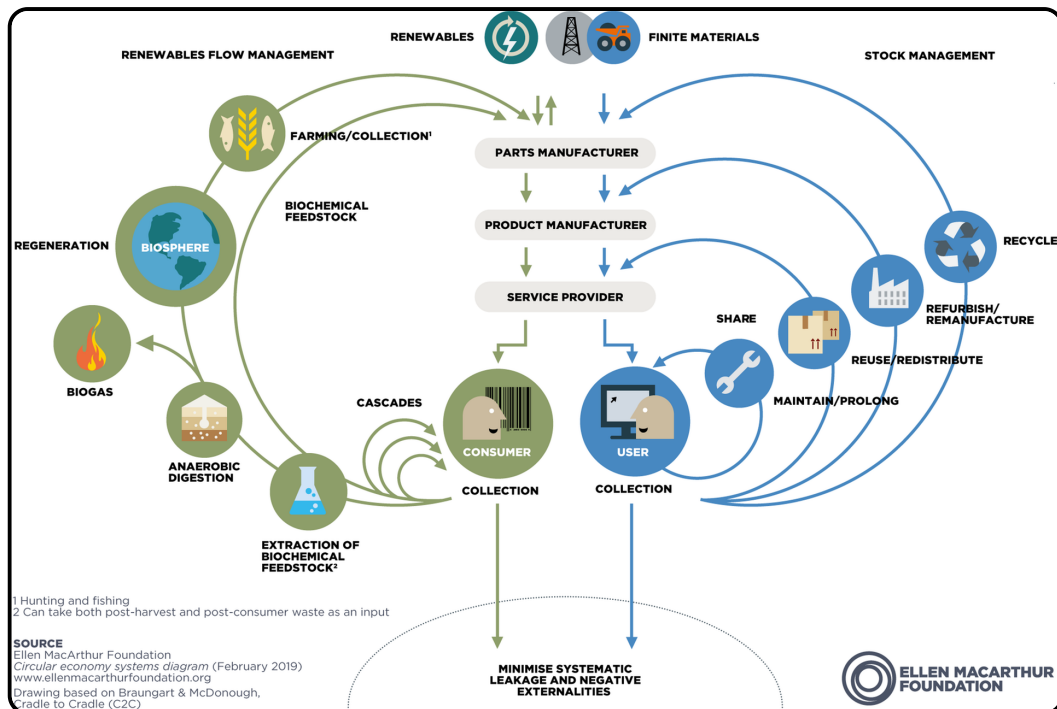 RENEWABLES
FINITE MATERIALS
RENEWABLES FLOW MANAGEMENT
STOCK MANAGEMENT
FARMING/COLLECTION¹
PARTS MANUFACTURER
BIOCHEMICAL
FEEDSTOCK
PRODUCT MANUFACTURER
REGENERATION
BIOSPHERE
RECYCLE
SERVICE PROVIDER
REFURBISH/
REMANUFACTURE
SHARE
REUSE/REDISTRIBUTE
BIOGAS
MAINTAIN/PROLONG
CASCADES
CONSUMER
USER
ANAEROBIC
DIGESTION
COLLECTION
COLLECTION
EXTRACTION OF
BIOCHEMICAL
FEEDSTOCK²
1 Hunting and fishing
2 Can take both post-harvest and post-consumer waste as an input
SOURCE
Ellen MacArthur Foundation
Circular economy systems diagram (February 2019)
www.ellenmacarthurfoundation.org
Drawing based on Braungart & McDonough,
Cradle to Cradle (C2C)
MINIMISE SYSTEMATIC
LEAKAGE AND NEGATIVE
EXTERNALITIES
ELLEN MACARTHUR
FOUNDATION